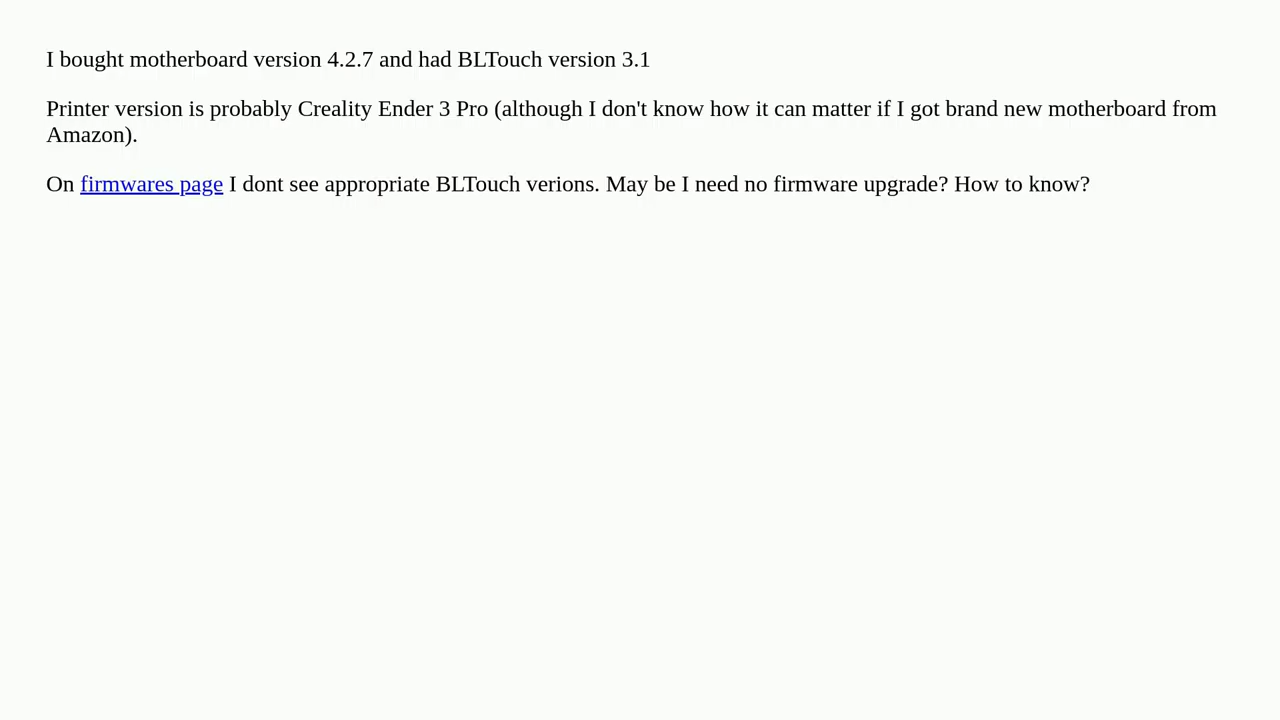 I bought motherboard version 4.2.7 and had BLTouch version 3.1
Printer version is probably Creality Ender 3 Pro (although I don't know how it can matter if I got brand new motherboard from
Amazon).
On firmwares page I dont see appropriate BLTouch verions. May be I need no firmware upgrade? How to know?